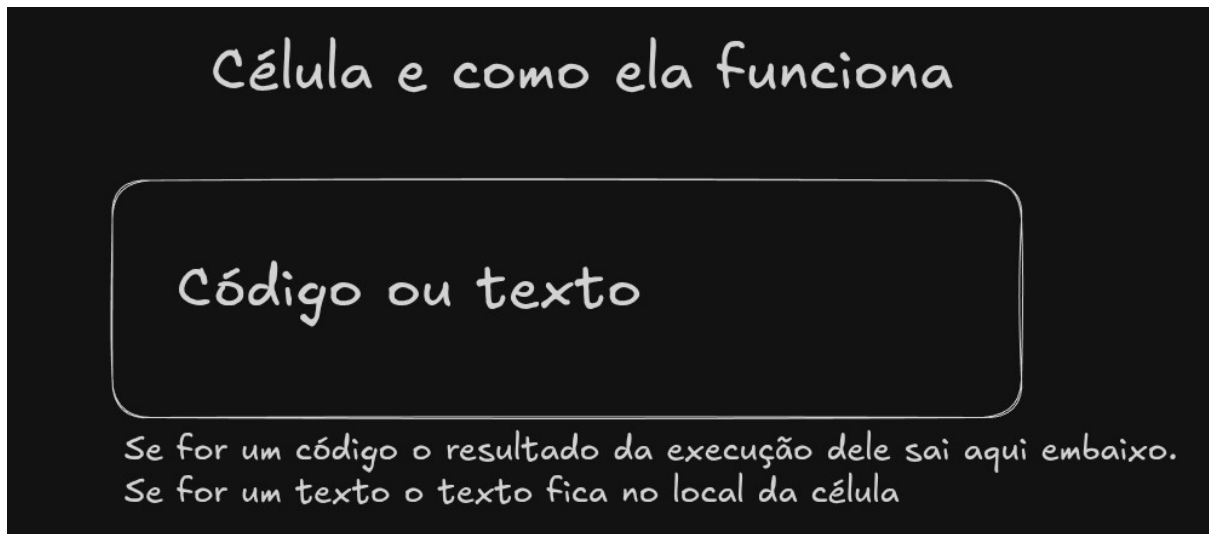 Célula e como ela funciona
Código ou texto
Se for um código o resultado da execução dele sai aqui embaixo.
Se for um texto o texto fica no local da célula